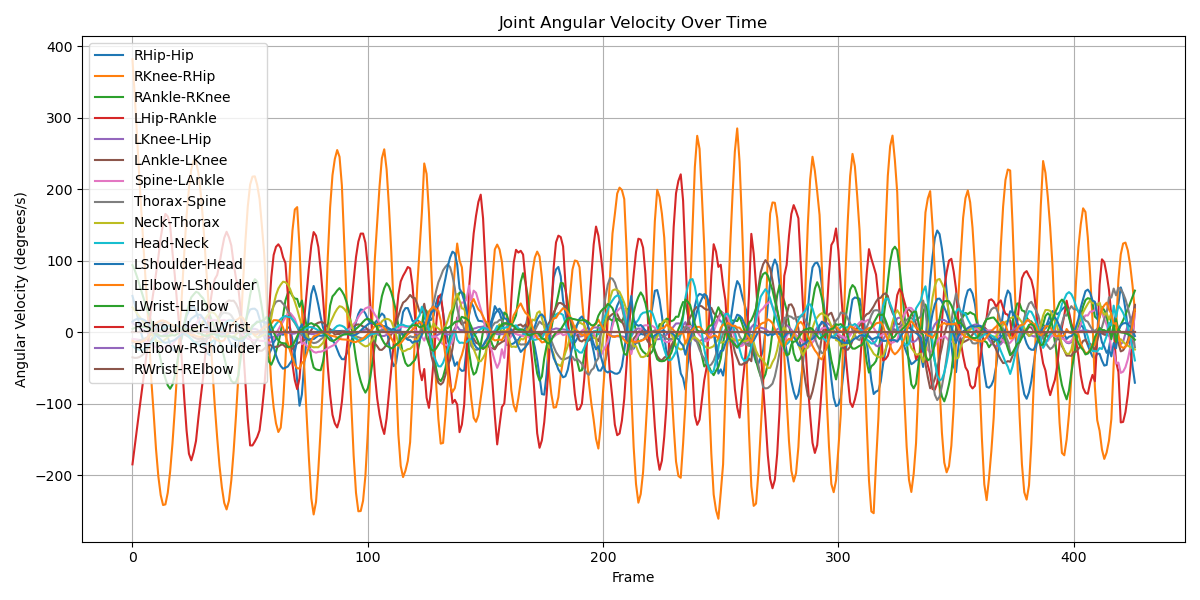 Joint Angular Velocity Over Time
Angular Velocity (degrees/s)
400
300
200
100
0
−100
−200
RHip-Hip
RKnee-RHip
RAnkle-RKnee
LHip-RAnkle
LKnee-LHip
LAnkle-LKnee
Spine-LAnkle
Thorax-Spine
Neck-Thorax
Head-Neck
LShoulder-Head
LElbow-LShoulder
LWrist-LElbow
RShoulder-LWrist
RElbow-RShoulder
RWrist-RElbow
0
100
200
300
400
Frame